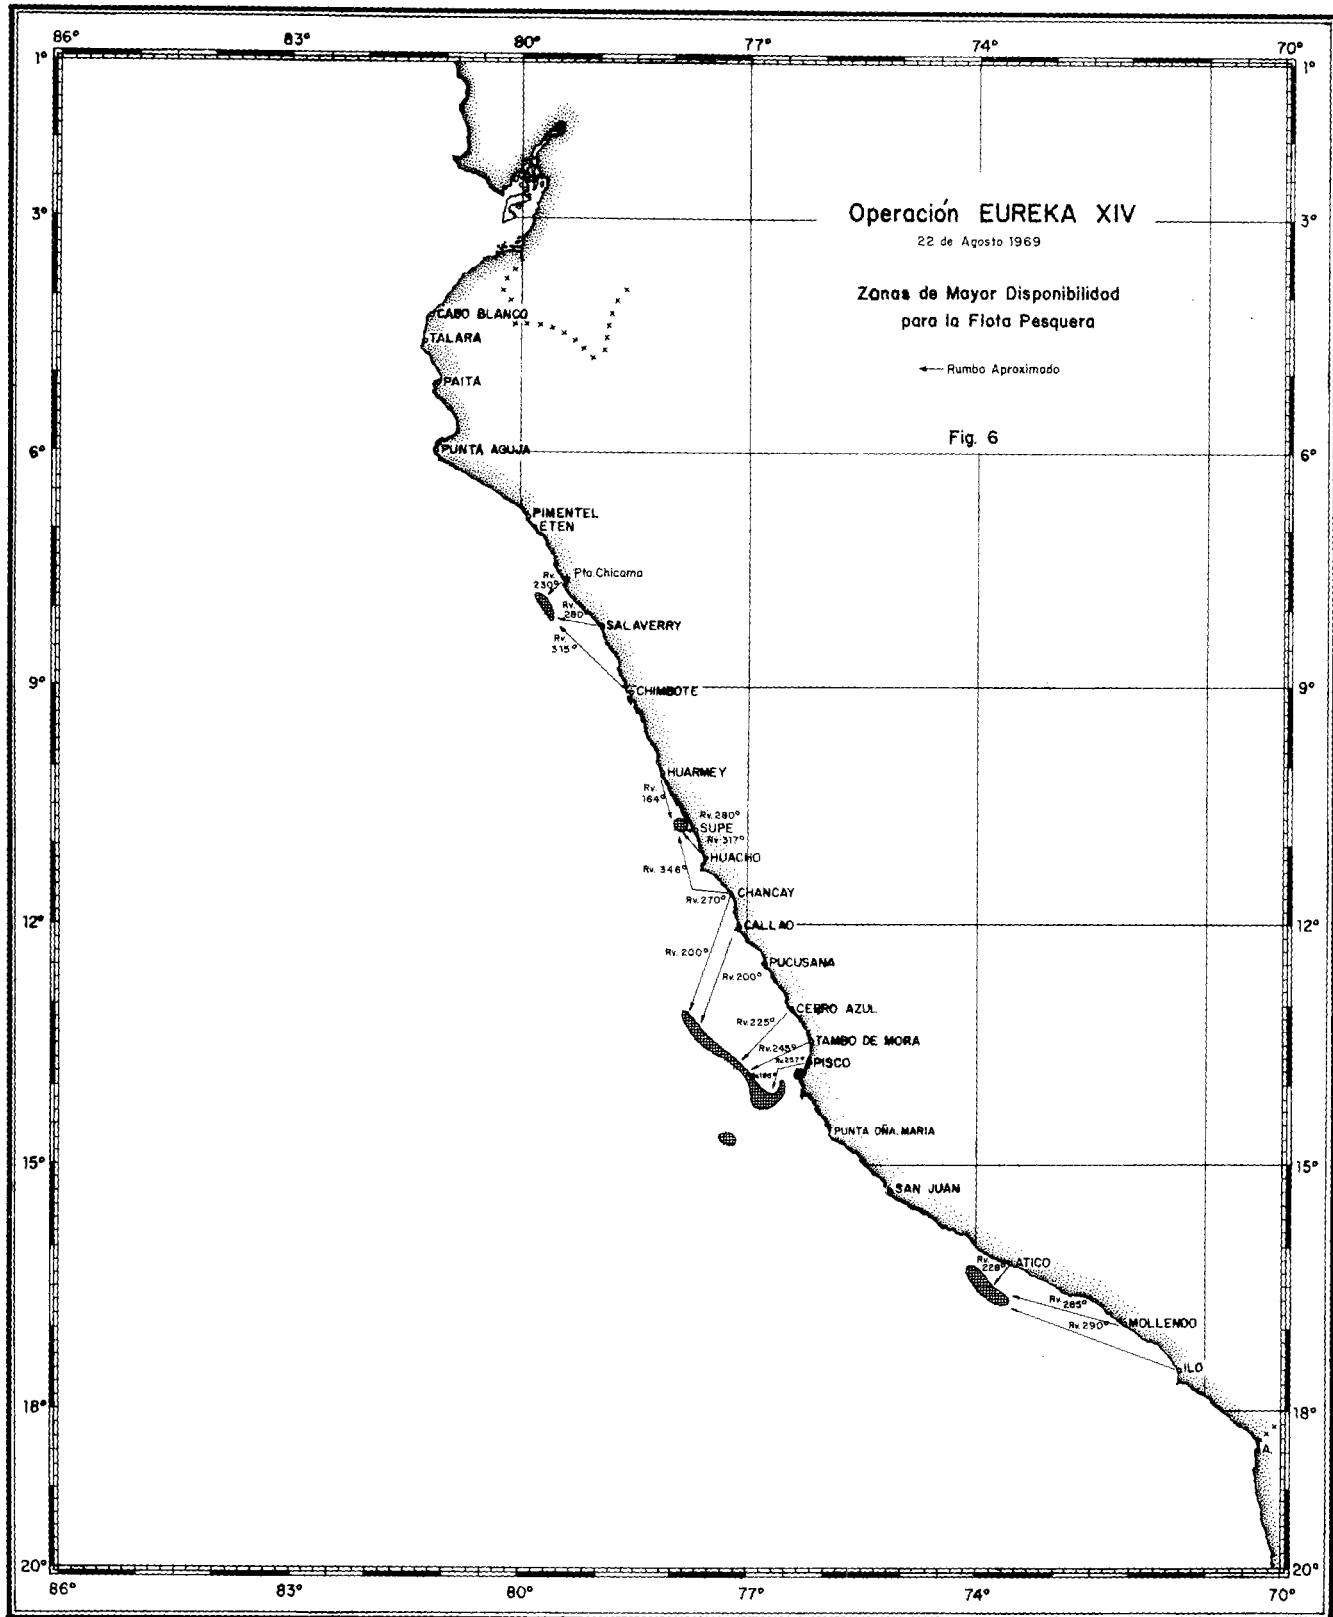 86° 83° 80° 77° 74° 70°
1° 1°
3° 3°
Operación EUREKA XIV
22 de Agosto 1969
Zonas de Mayor Disponibilidad
para la Flota Pesquera
Rumbo Aproximado
Fig. 6
CABO BLANCO
TALARA
PAITA
6° 6°
PUNTA AGUJA
PIMENTEL
ETEN
Pta. Chicama
Rv.
230°
Rv.
280°
SALAVERRY
Rv.
315°
9° 9°
CHIMBOTE
HUARMEY
Rv.
164°
Rv. 280°
SUPE
Rv. 317°
HUACHO
Rv. 346°
CHANCAY
Rv. 270°
12° 12°
CALLAO
Rv. 200°
PUCUSANA
Rv. 200°
CERRO AZUL
Rv. 225°
TAMBO DE MORA
Rv. 245°
Rv. 257°
PISCO
PUNTA DÑA. MARIA
15° 15°
SAN JUAN
ATICO
Rv.
228°
Rv. 285°
MOLLENDO
Rv. 290°
ILO
18° 18°
A.
20° 20°
86° 83° 80° 77° 74° 70°